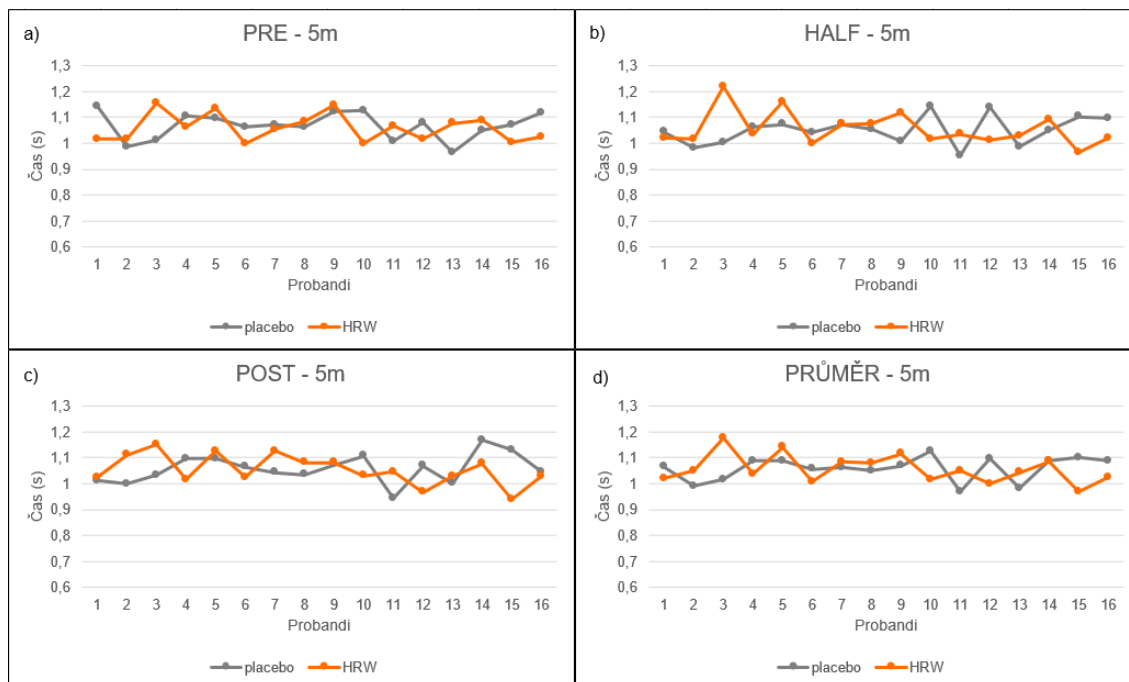 a)
PRE - 5m
1,3
1,2
1,1
1
0,9
0,8
0,7
0,6
Čas (s)
1 2 3 4 5 6 7 8 9 10 11 12 13 14 15 16
Probandi
placebo HRW
b)
HALF - 5m
1,3
1,2
1,1
1
0,9
0,8
0,7
0,6
Čas (s)
1 2 3 4 5 6 7 8 9 10 11 12 13 14 15 16
Probandi
placebo HRW
c)
POST - 5m
1,3
1,2
1,1
1
0,9
0,8
0,7
0,6
Čas (s)
1 2 3 4 5 6 7 8 9 10 11 12 13 14 15 16
Probandi
placebo HRW
d)
PRŮMĚR - 5m
1,3
1,2
1,1
1
0,9
0,8
0,7
0,6
Čas (s)
1 2 3 4 5 6 7 8 9 10 11 12 13 14 15 16
Probandi
placebo HRW